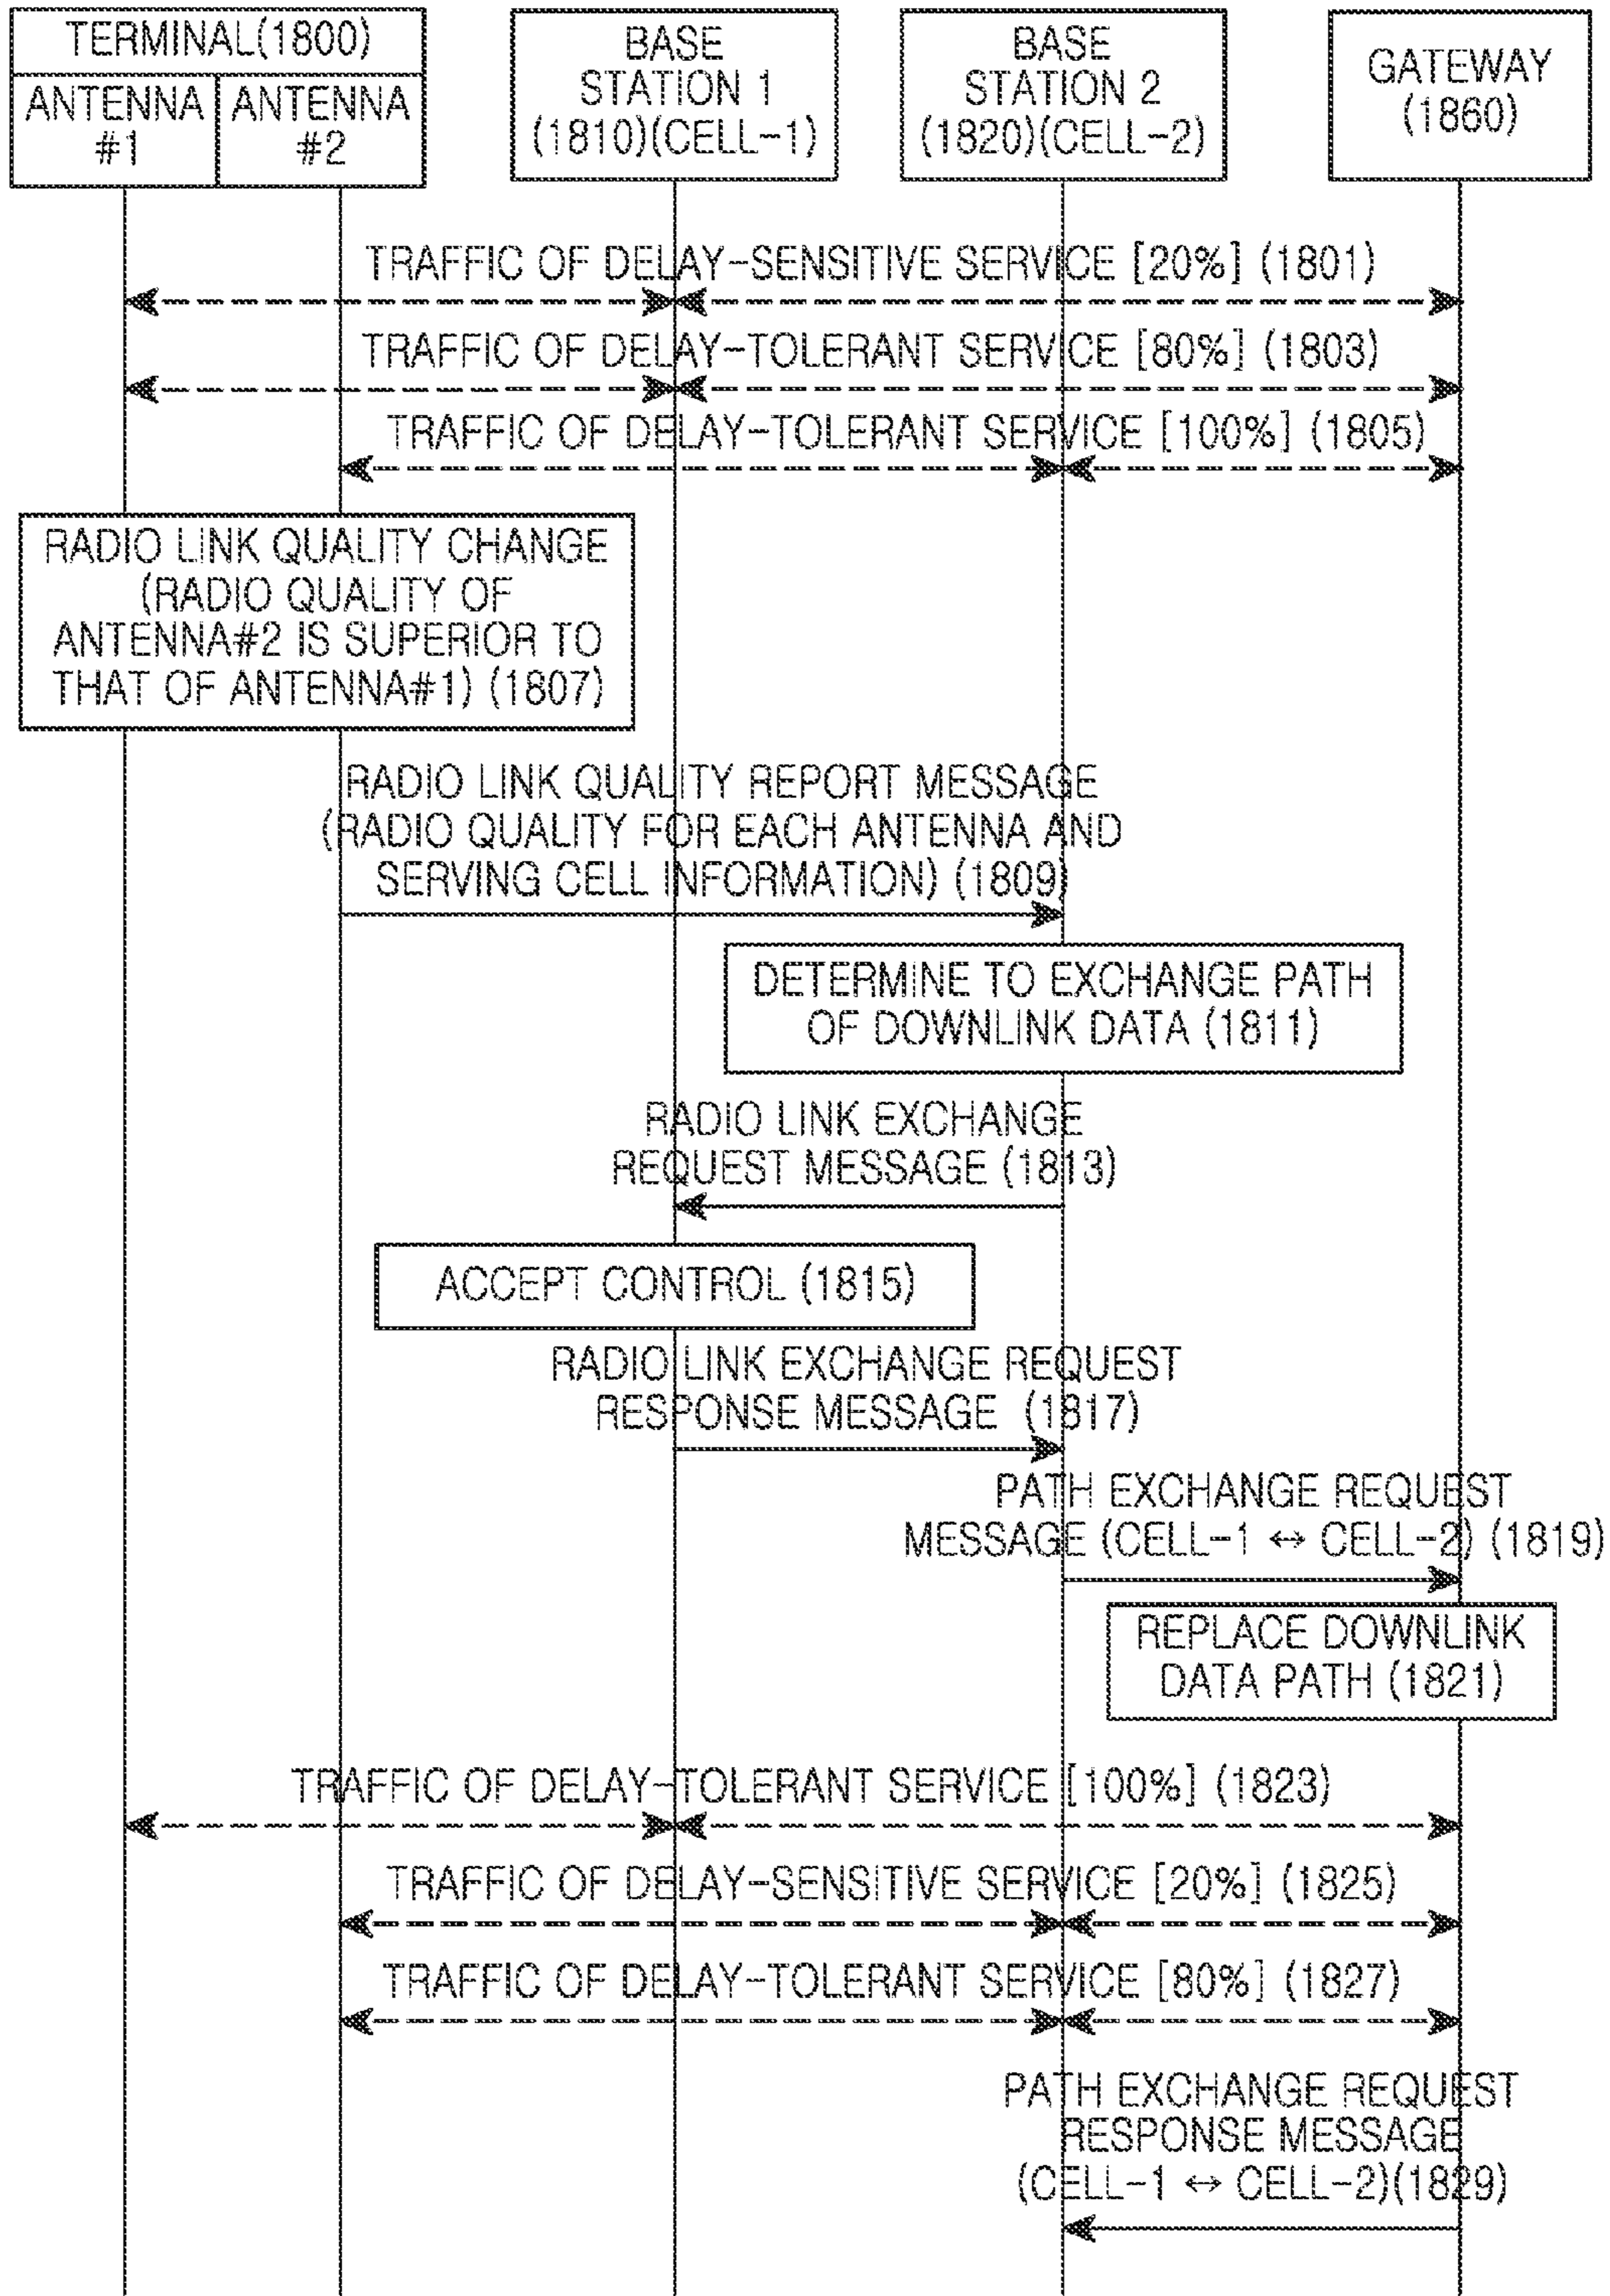 TERMINAL(1800)
ANTENNA
#1
ANTENNA
#2
BASE
STATION 1
(1810)(CELL-1)
BASE
STATION 2
(1820)(CELL-2)
GATEWAY
(1860)
TRAFFIC OF DELAY-SENSITIVE SERVICE [20%] (1801)
TRAFFIC OF DELAY-TOLERANT SERVICE [80%] (1803)
TRAFFIC OF DELAY-TOLERANT SERVICE [100%] (1805)
RADIO LINK QUALITY CHANGE
(RADIO QUALITY OF
ANTENNA#2 IS SUPERIOR TO
THAT OF ANTENNA#1) (1807)
RADIO LINK QUALITY REPORT MESSAGE
(RADIO QUALITY FOR EACH ANTENNA AND
SERVING CELL INFORMATION) (1809)
DETERMINE TO EXCHANGE PATH
OF DOWNLINK DATA (1811)
RADIO LINK EXCHANGE
REQUEST MESSAGE (1813)
ACCEPT CONTROL (1815)
RADIO LINK EXCHANGE REQUEST
RESPONSE MESSAGE (1817)
PATH EXCHANGE REQUEST
MESSAGE (CELL-1 ↔ CELL-2) (1819)
REPLACE DOWNLINK
DATA PATH (1821)
TRAFFIC OF DELAY-TOLERANT SERVICE [100%] (1823)
TRAFFIC OF DELAY-SENSITIVE SERVICE [20%] (1825)
TRAFFIC OF DELAY-TOLERANT SERVICE [80%] (1827)
PATH EXCHANGE REQUEST
RESPONSE MESSAGE
(CELL-1 ↔ CELL-2)(1829)